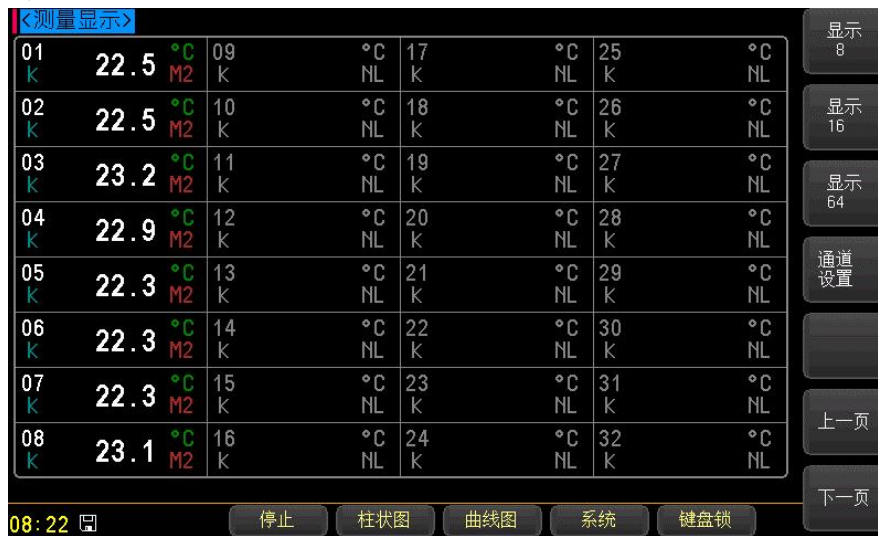 <测量显示>
01 22.5 °C 09 °C 17 °C 25 °C
K M2 K NL K NL K NL
02 22.5 °C 10 °C 18 °C 26 °C
K M2 K NL K NL K NL
03 23.2 °C 11 °C 19 °C 27 °C
K M2 K NL K NL K NL
04 22.9 °C 12 °C 20 °C 28 °C
K M2 K NL K NL K NL
05 22.3 °C 13 °C 21 °C 29 °C
K M2 K NL K NL K NL
06 22.3 °C 14 °C 22 °C 30 °C
K M2 K NL K NL K NL
07 22.3 °C 15 °C 23 °C 31 °C
K M2 K NL K NL K NL
08 23.1 °C 16 °C 24 °C 32 °C
K M2 K NL K NL K NL
显示
8
显示
16
显示
64
通道
设置
上一页
下一页
08:22 停止 柱状图 曲线图 系统 键盘锁